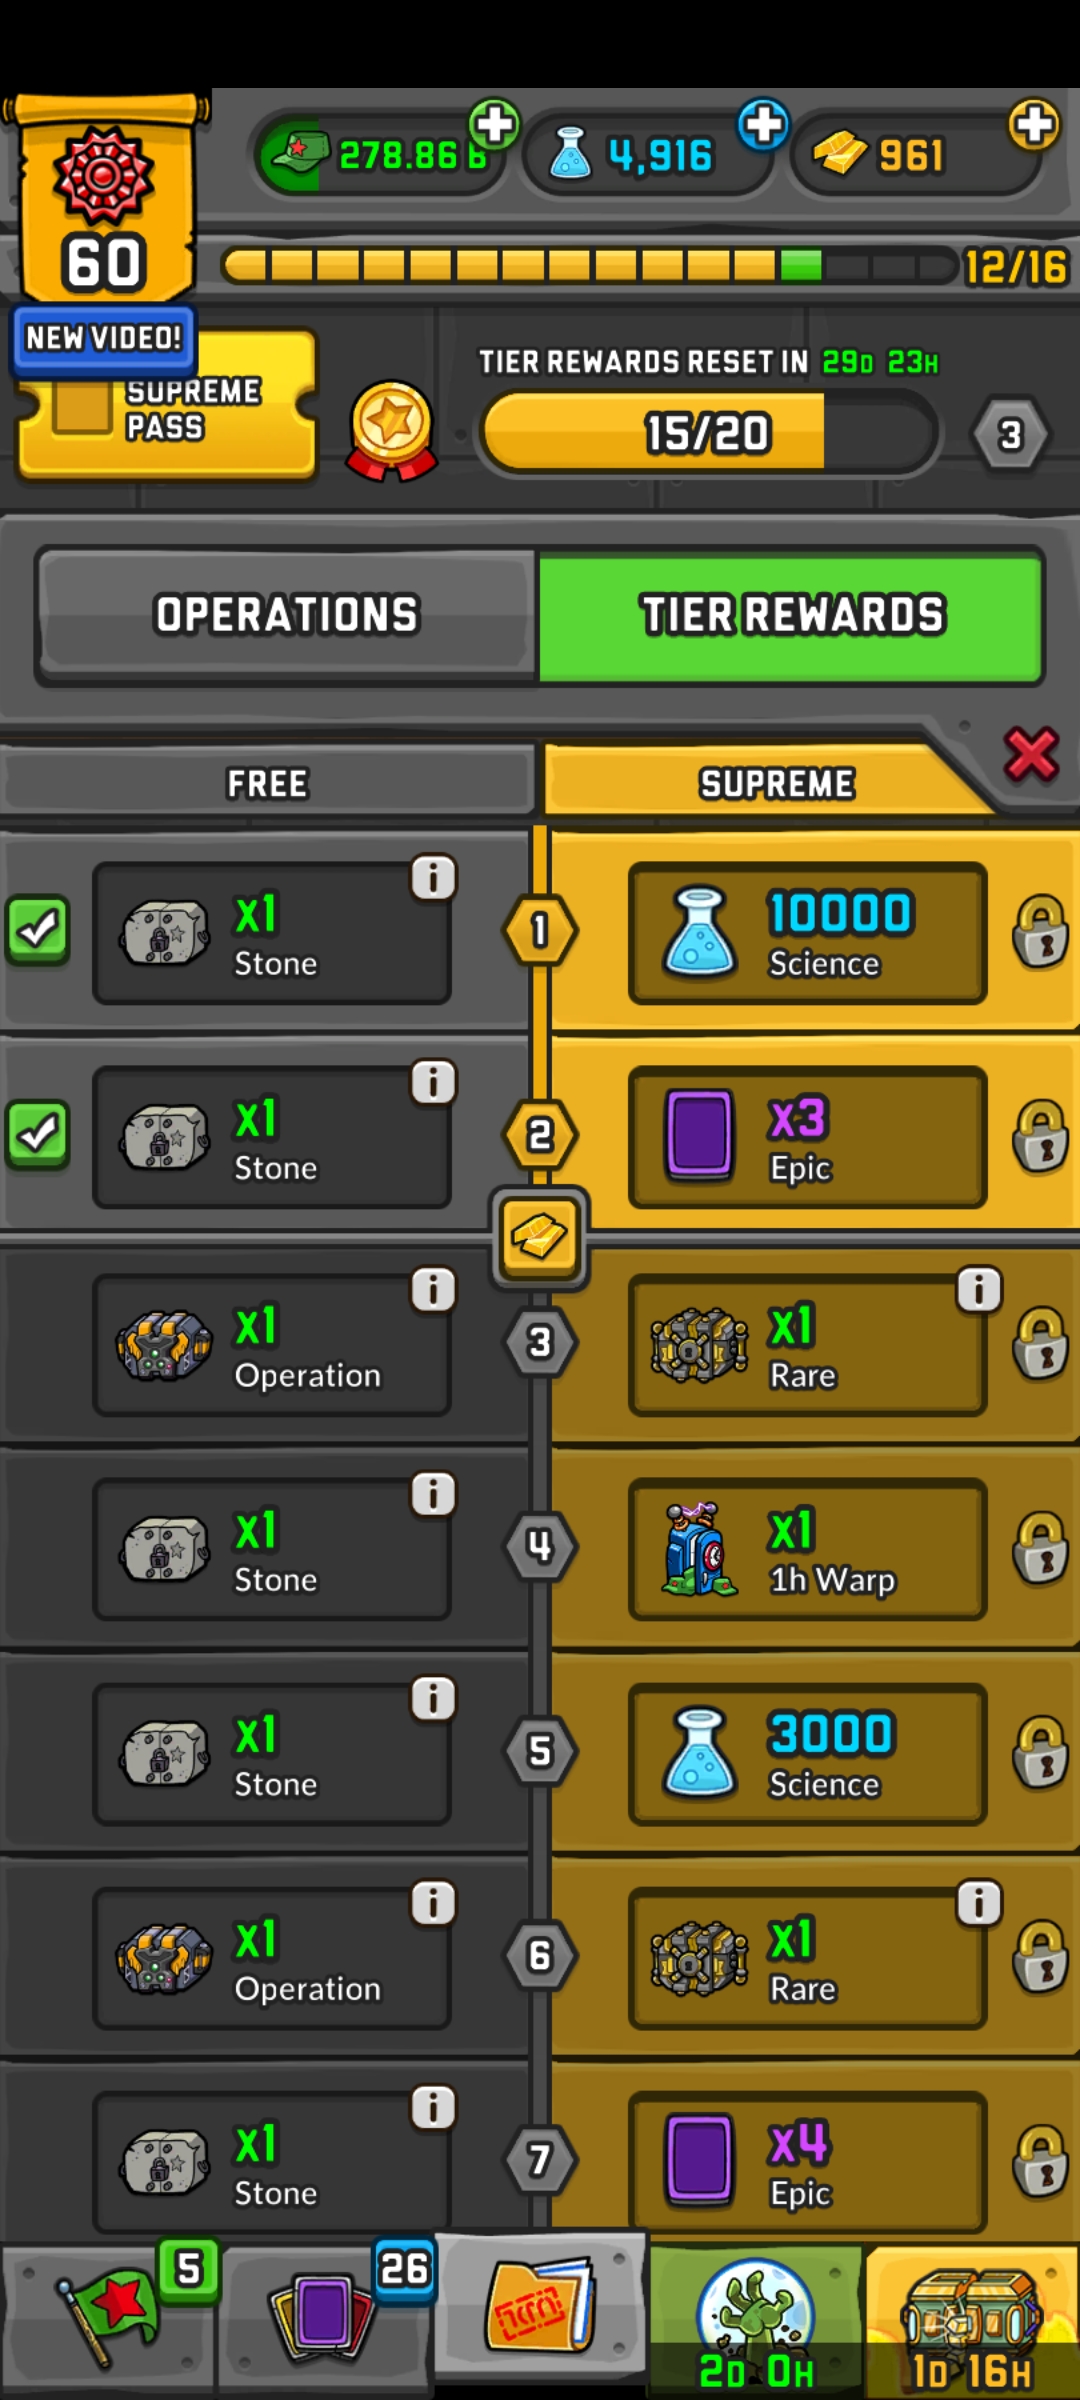 278.86 B
4,916
961
60
12/16
NEW VIDEO!
SUPREME
PASS
TIER REWARDS RESET IN 29D 23H
15/20
3
OPERATIONS
TIER REWARDS
FREE
SUPREME
x1
Stone
1
10000
Science
x1
Stone
2
x3
Epic
x1
Operation
3
x1
Rare
x1
Stone
4
x1
1h Warp
x1
Stone
5
3000
Science
x1
Operation
6
x1
Rare
x1
Stone
7
x4
Epic
5
26
2D 0H
1D 16H